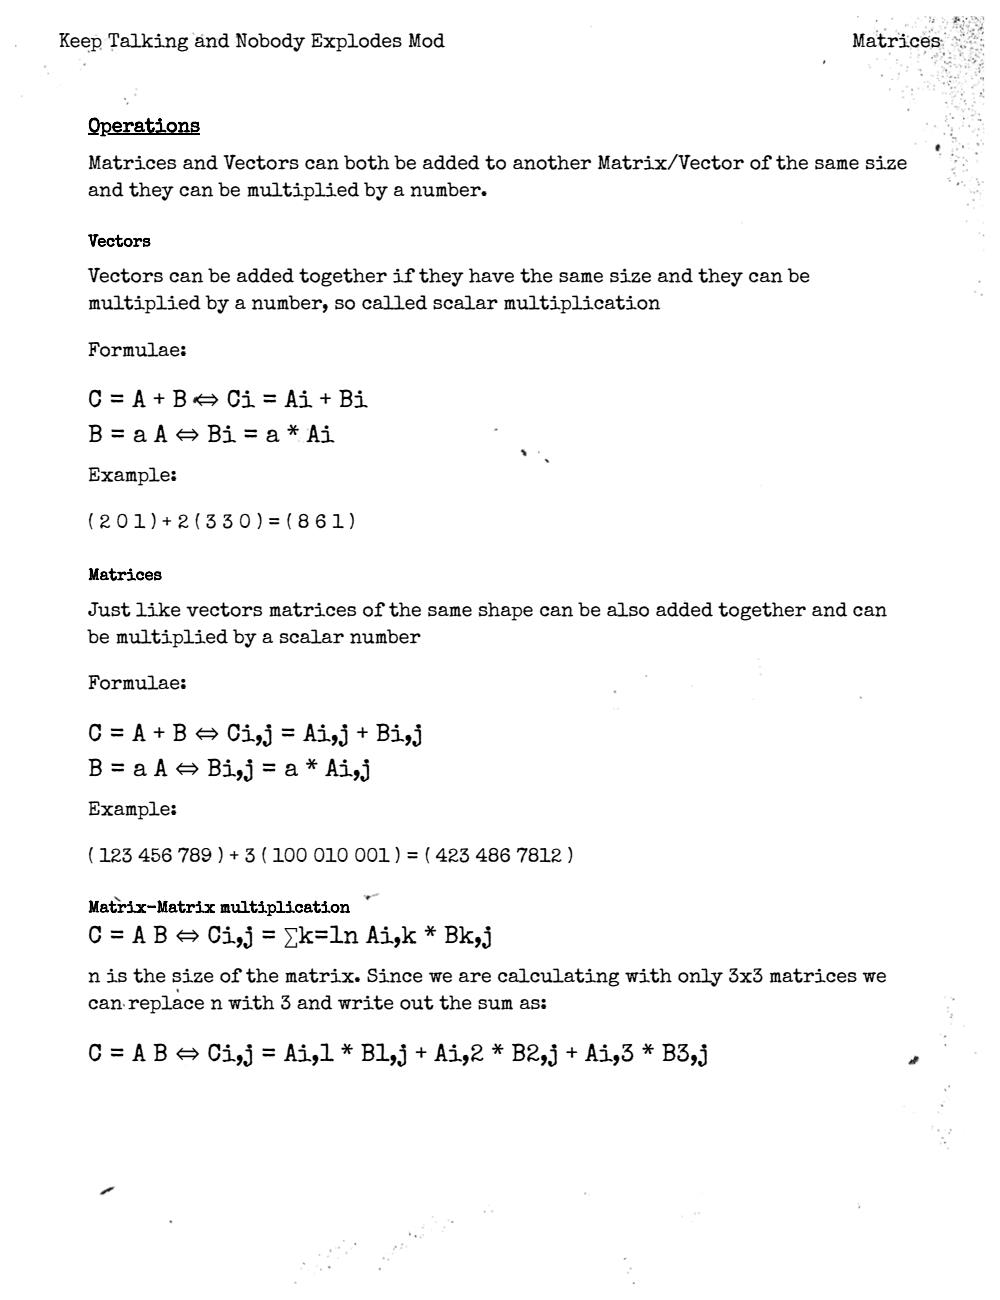 Keep Talking and Nobody Explodes Mod
Matrices
Operations
Matrices and Vectors can both be added to another Matrix/Vector of the same size
and they can be multiplied by a number.
Vectors
Vectors can be added together if they have the same size and they can be
multiplied by a number, so called scalar multiplication
Formulae:
C = A + B ⇔ Ci = Ai + Bi
B = a A ⇔ Bi = a * Ai
Example:
( 2 0 1 ) + 2 ( 3 3 0 ) = ( 8 6 1 )
Matrices
Just like vectors matrices of the same shape can be also added together and can
be multiplied by a scalar number
Formulae:
C = A + B ⇔ Ci,j = Ai,j + Bi,j
B = a A ⇔ Bi,j = a * Ai,j
Example:
( 123 456 789 ) + 3 ( 100 010 001 ) = ( 423 486 7812 )
Matrix-Matrix multiplication
C = A B ⇔ Ci,j = ∑k=1n Ai,k * Bk,j
n is the size of the matrix. Since we are calculating with only 3x3 matrices we
can replace n with 3 and write out the sum as:
C = A B ⇔ Ci,j = Ai,1 * B1,j + Ai,2 * B2,j + Ai,3 * B3,j